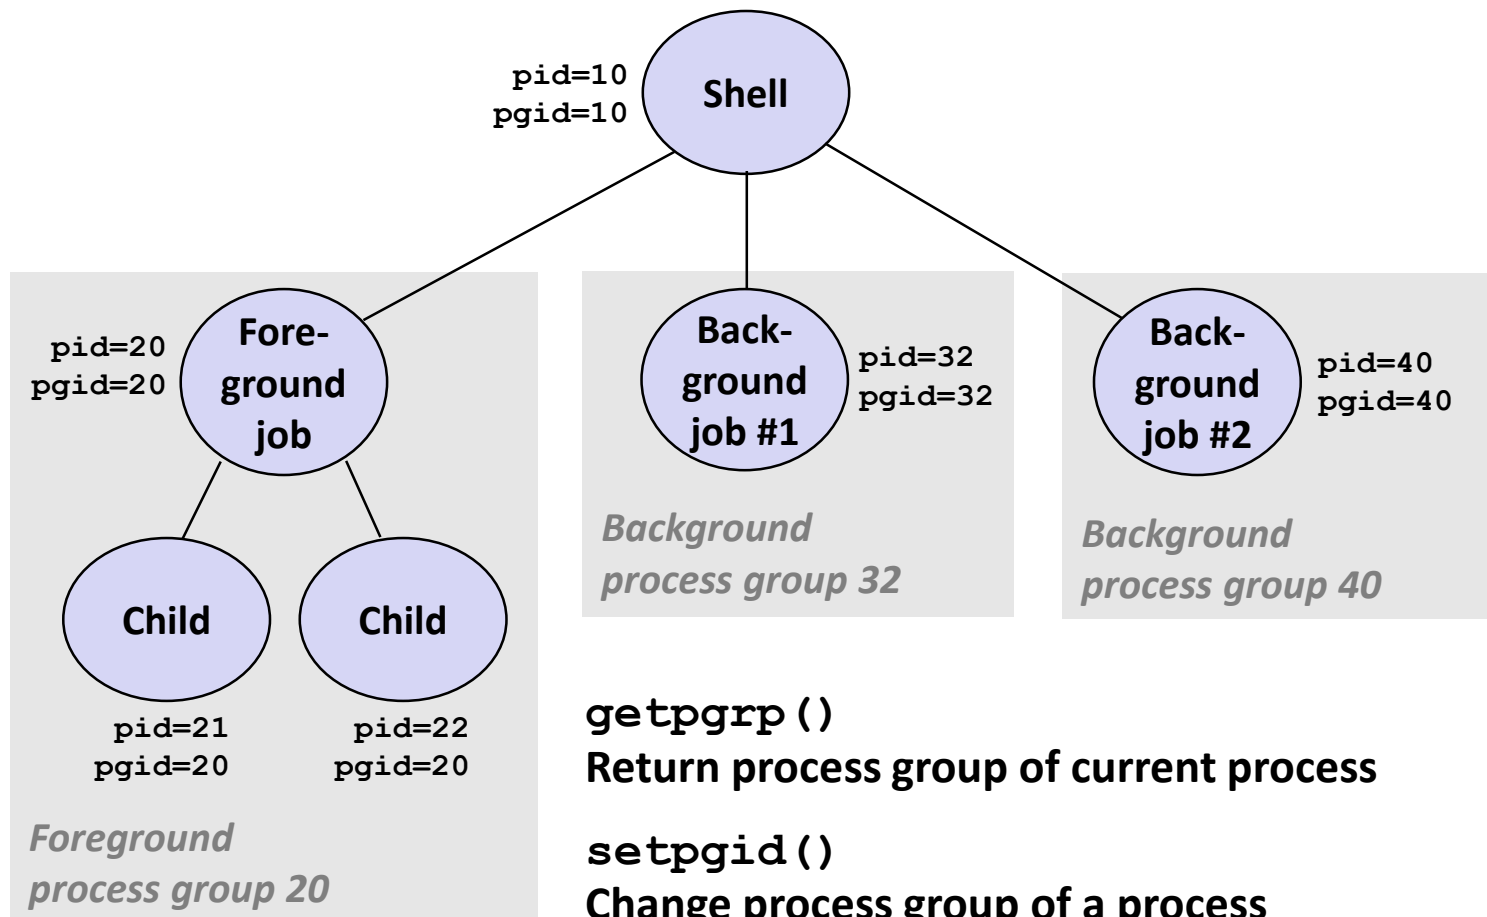 pid=10
pgid=10
Shell
pid=20
pgid=20
Fore-
ground
job
Back-
ground
job #1
pid=32
pgid=32
Back-
ground
job #2
pid=40
pgid=40
Background
process group 32
Background
process group 40
Child
Child
pid=21
pgid=20
pid=22
pgid=20
Foreground
process group 20
getpgrp()
Return process group of current process
setpgid()
Change process group of a process